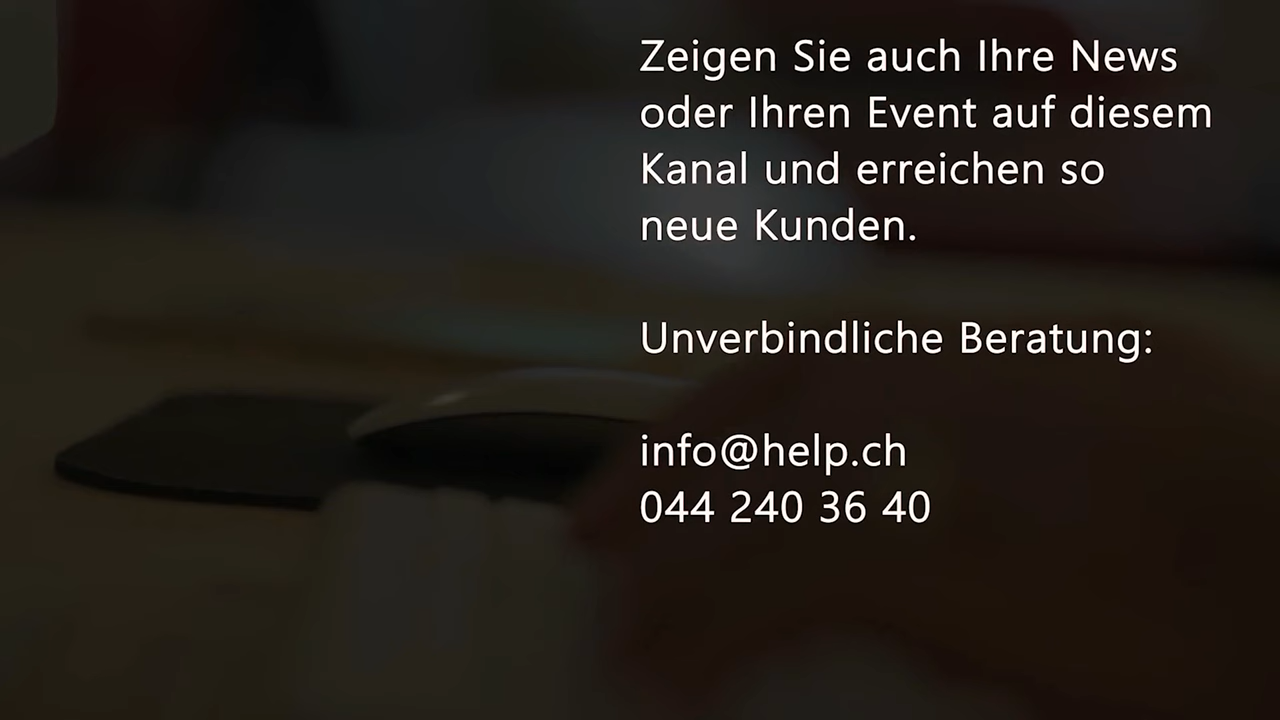 Zeigen Sie auch Ihre News
oder Ihren Event auf diesem
Kanal und erreichen so
neue Kunden.
Unverbindliche Beratung:
info@help.ch
044 240 36 40